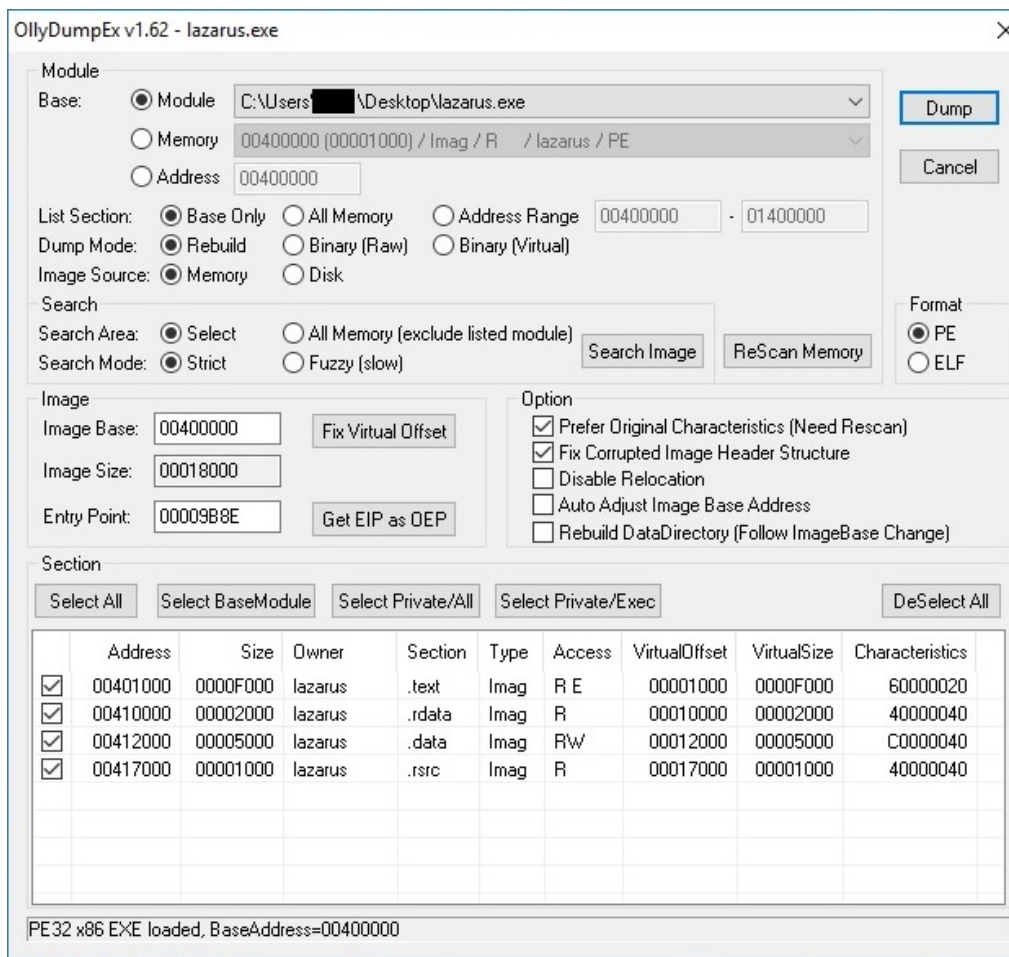 OllyDumpEx v1.62 - lazarus.exe
Module
Base: Module C:\Users\ \Desktop\lazarus.exe
Dump
Memory 00400000 (00001000) / Imag / R / lazarus / PE
Address 00400000
Cancel
List Section: Base Only All Memory Address Range 00400000 - 01400000
Dump Mode: Rebuild Binary (Raw) Binary (Virtual)
Image Source: Memory Disk
Search
Search Area: Select All Memory (exclude listed module)
Search Mode: Strict Fuzzy (slow)
Search Image
ReScan Memory
Format
PE
ELF
Image
Image Base: 00400000 Fix Virtual Offset
Image Size: 00018000
Entry Point: 00009B8E Get EIP as OEP
Option
Prefer Original Characteristics (Need Rescan)
Fix Corrupted Image Header Structure
Disable Relocation
Auto Adjust Image Base Address
Rebuild DataDirectory (Follow ImageBase Change)
Section
Select All Select BaseModule Select Private/All Select Private/Exec DeSelect All
Address Size Owner Section Type Access VirtualOffset VirtualSize Characteristics
00401000 0000F000 lazarus .text Imag R E 00001000 0000F000 60000020
00410000 00002000 lazarus .rdata Imag R 00010000 00002000 40000040
00412000 00005000 lazarus .data Imag RW 00012000 00005000 C0000040
00417000 00001000 lazarus .rsrc Imag R 00017000 00001000 40000040
PE32 x86 EXE loaded, BaseAddress=00400000